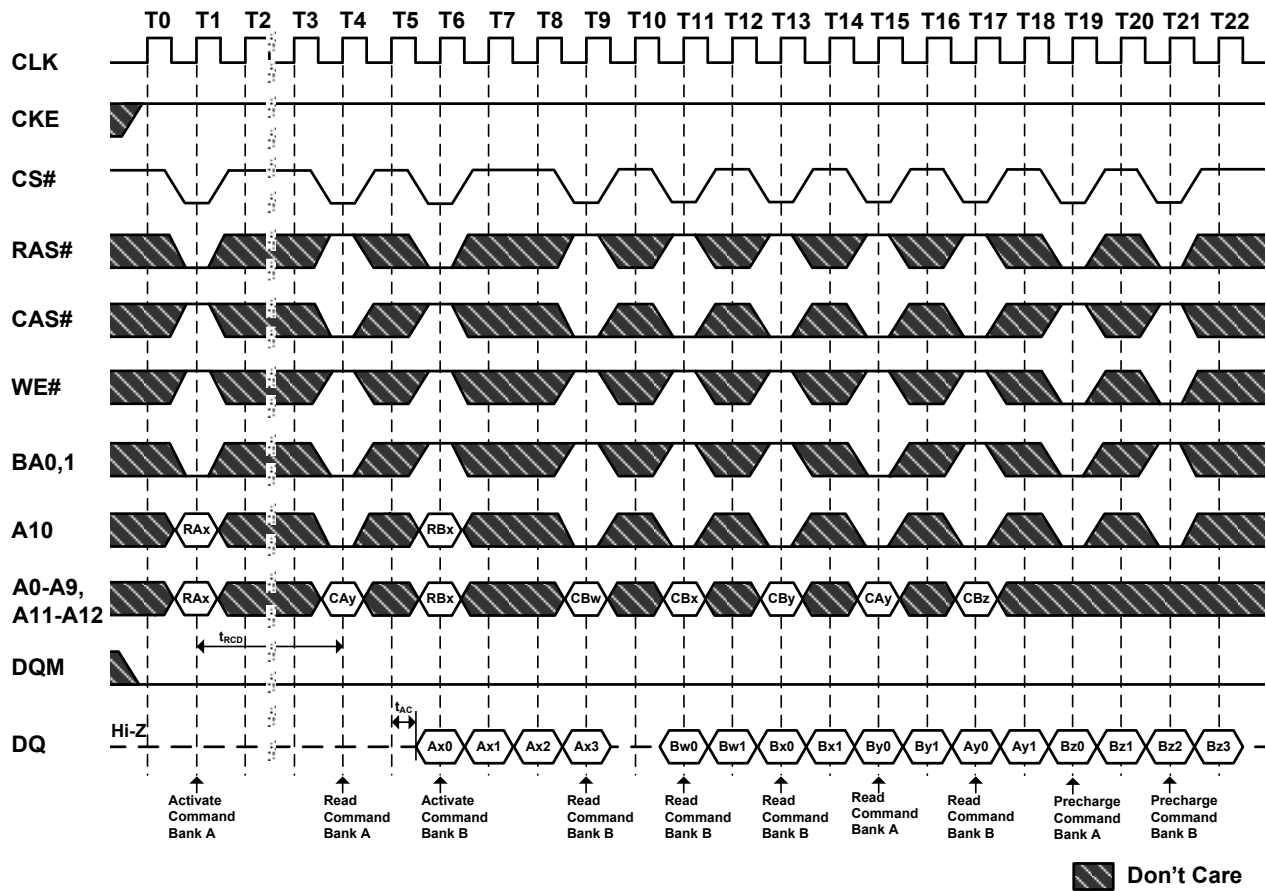 T0 T1 T2 T3 T4 T5 T6 T7 T8 T9 T10 T11 T12 T13 T14 T15 T16 T17 T18 T19 T20 T21 T22
CLK
CKE
CS#
RAS#
CAS#
WE#
BA0,1
A10
RAx RBx
A0-A9,
A11-A12
RAx CAy RBx CBw CBx CBy CAy CBz
tRCD
DQM
tAC
Hi-Z
DQ
Ax0 Ax1 Ax2 Ax3 Bw0 Bw1 Bx0 Bx1 By0 By1 Ay0 Ay1 Bz0 Bz1 Bz2 Bz3
Activate
Command
Bank A
Read
Command
Bank A
Activate
Command
Bank B
Read
Command
Bank B
Read
Command
Bank B
Read
Command
Bank B
Read
Command
Bank A
Read
Command
Bank B
Precharge
Command
Bank A
Precharge
Command
Bank B
Don't Care